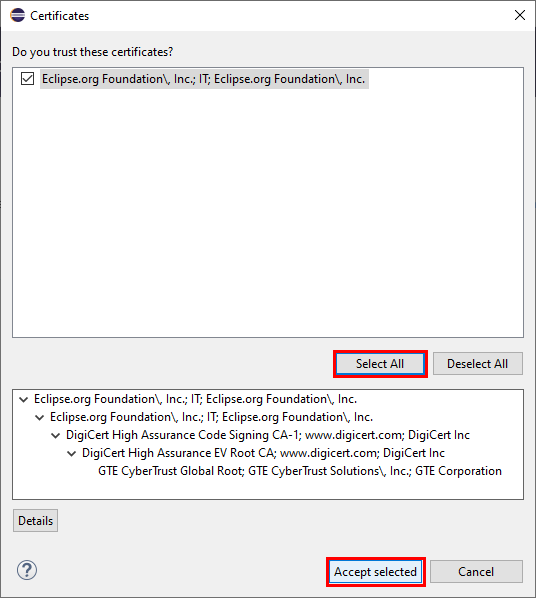 Certificates
Do you trust these certificates?
Eclipse.org Foundation\, Inc.; IT; Eclipse.org Foundation\, Inc.
Select All
Deselect All
Eclipse.org Foundation\, Inc.; IT; Eclipse.org Foundation\, Inc.
Eclipse.org Foundation\, Inc.; IT; Eclipse.org Foundation\, Inc.
DigiCert High Assurance Code Signing CA-1; www.digicert.com; DigiCert Inc
DigiCert High Assurance EV Root CA; www.digicert.com; DigiCert Inc
GTE CyberTrust Global Root; GTE CyberTrust Solutions\, Inc.; GTE Corporation
Details
?
Accept selected
Cancel